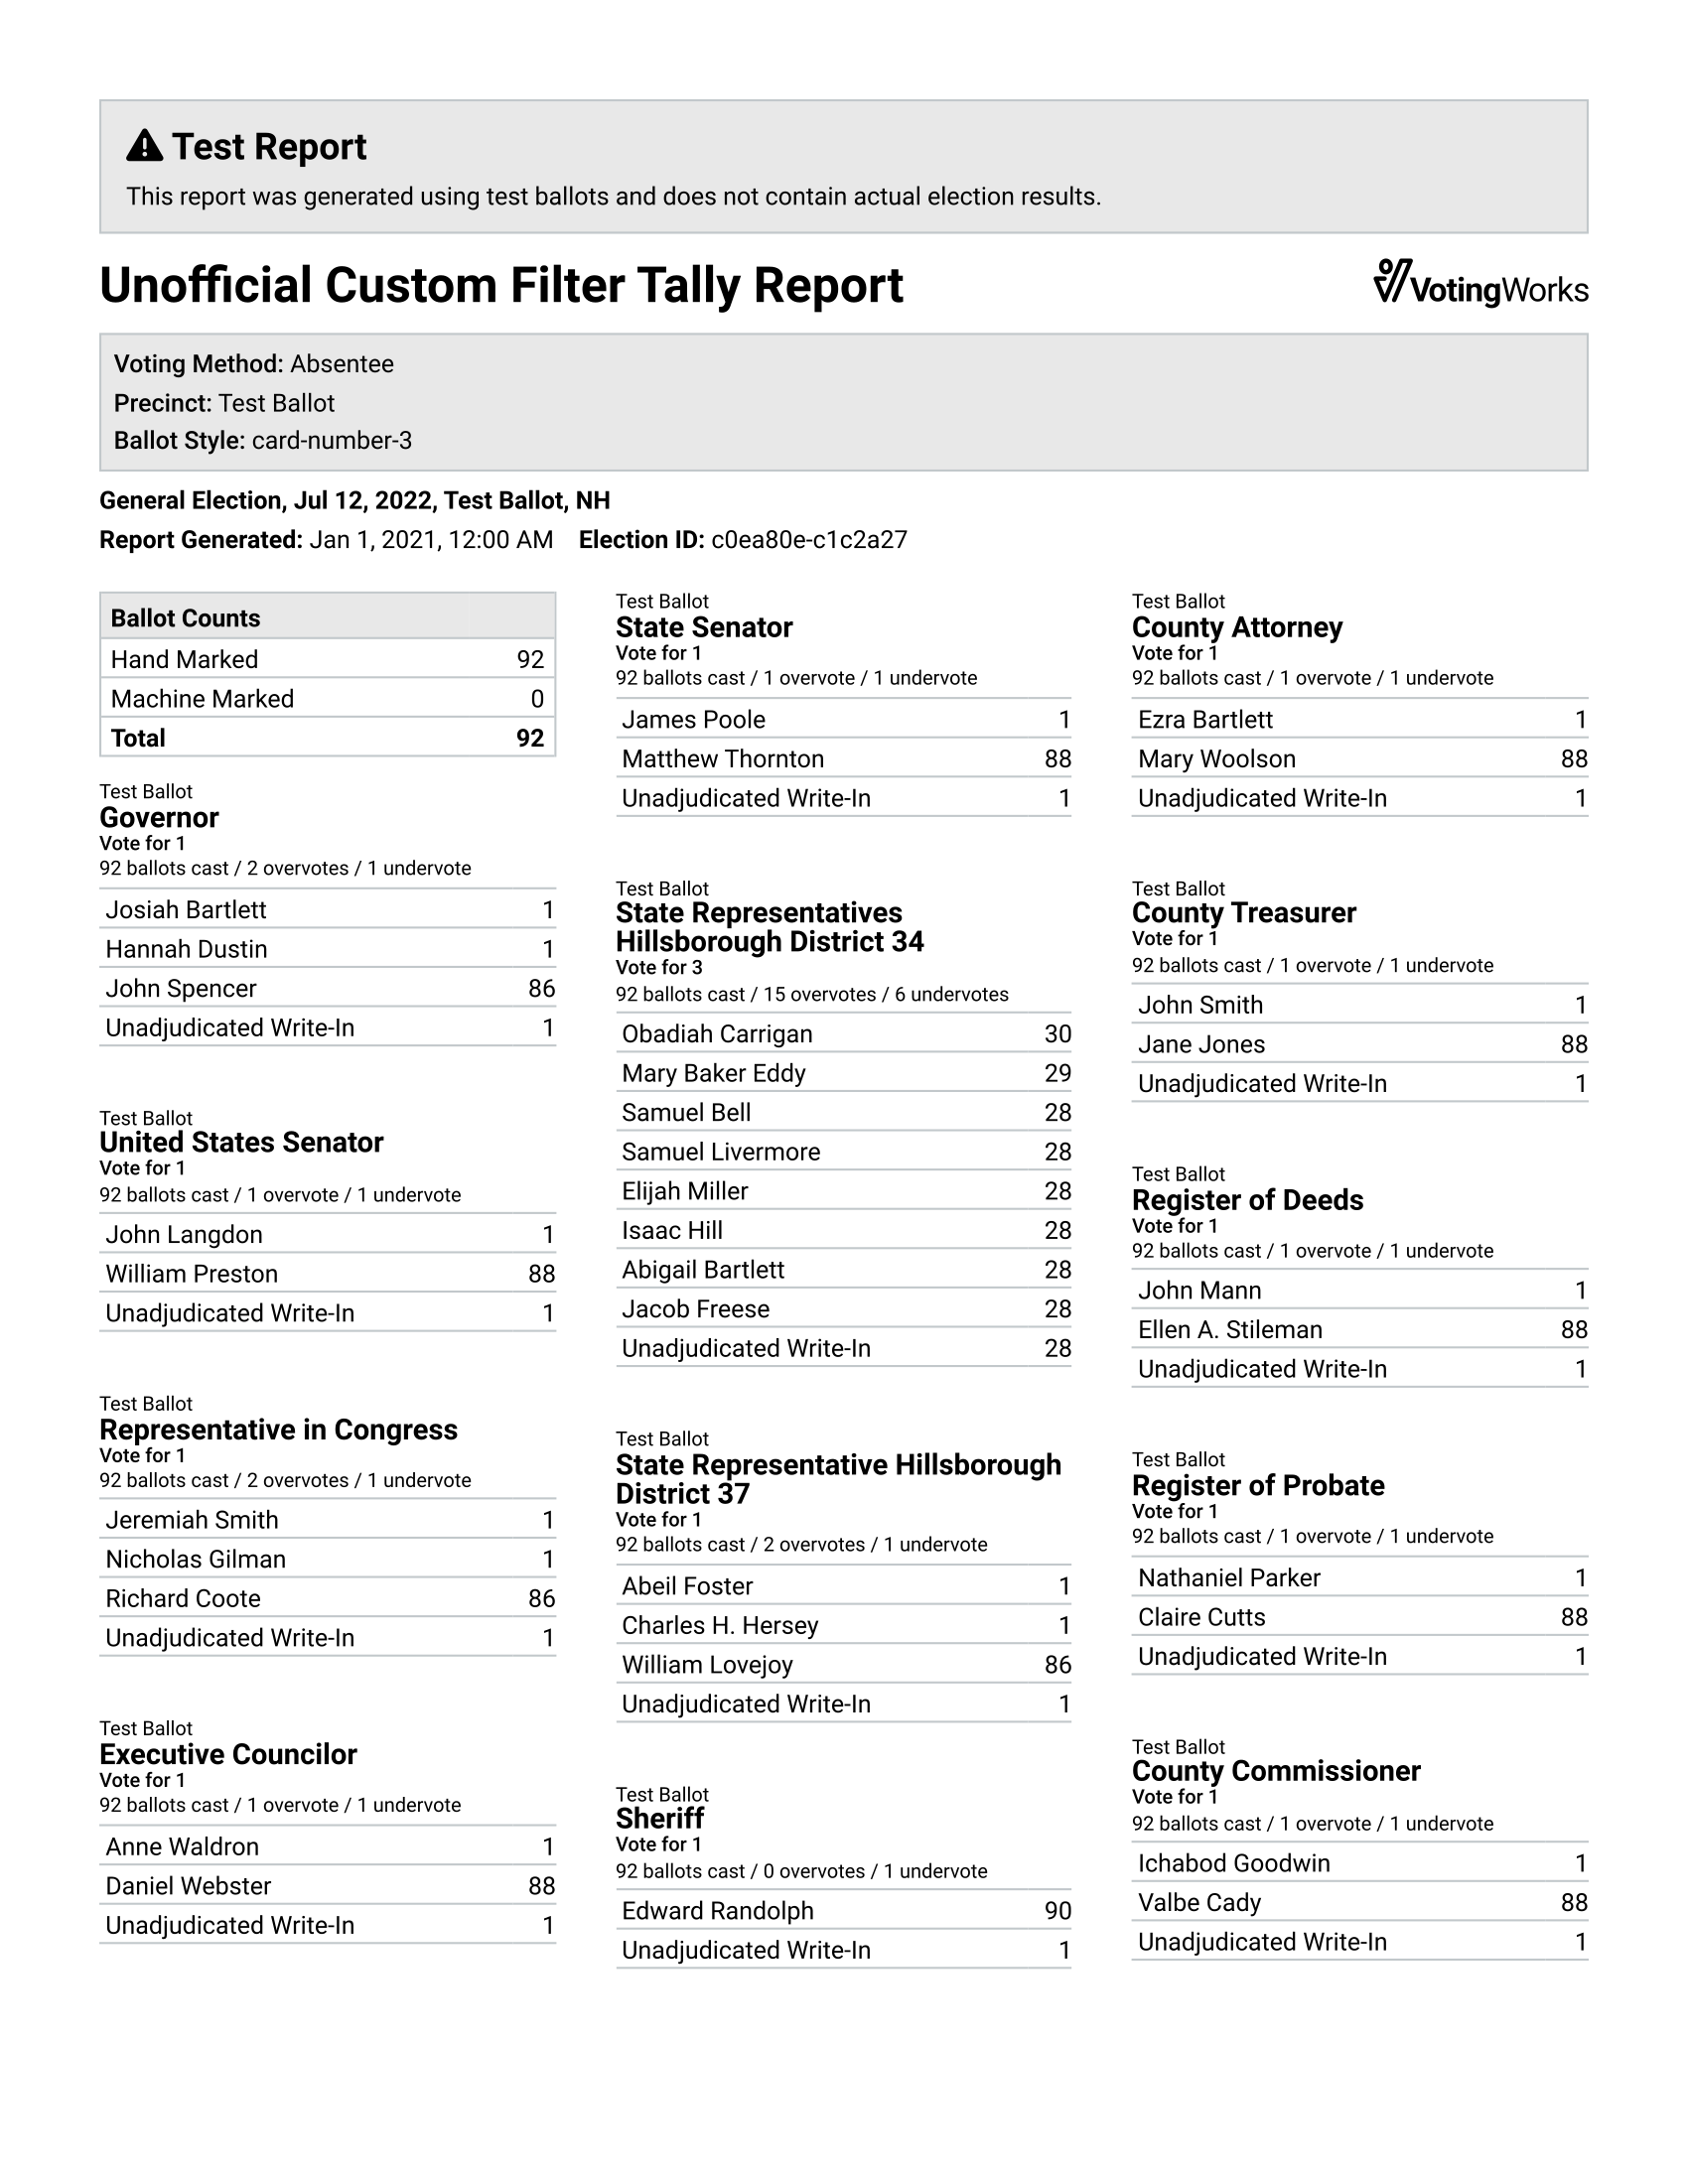 Test Report
This report was generated using test ballots and does not contain actual election results.
Unofficial Custom Filter Tally Report
VotingWorks
Voting Method: Absentee
Precinct: Test Ballot
Ballot Style: card-number-3
General Election, Jul 12, 2022, Test Ballot, NH
Report Generated: Jan 1, 2021, 12:00 AM Election ID: c0ea80e-c1c2a27
Ballot Counts
Hand Marked 92
Machine Marked 0
Total 92
Test Ballot
Governor
Vote for 1
92 ballots cast / 2 overvotes / 1 undervote
Josiah Bartlett 1
Hannah Dustin 1
John Spencer 86
Unadjudicated Write-In 1
Test Ballot
United States Senator
Vote for 1
92 ballots cast / 1 overvote / 1 undervote
John Langdon 1
William Preston 88
Unadjudicated Write-In 1
Test Ballot
Representative in Congress
Vote for 1
92 ballots cast / 2 overvotes / 1 undervote
Jeremiah Smith 1
Nicholas Gilman 1
Richard Coote 86
Unadjudicated Write-In 1
Test Ballot
Executive Councilor
Vote for 1
92 ballots cast / 1 overvote / 1 undervote
Anne Waldron 1
Daniel Webster 88
Unadjudicated Write-In 1
Test Ballot
State Senator
Vote for 1
92 ballots cast / 1 overvote / 1 undervote
James Poole 1
Matthew Thornton 88
Unadjudicated Write-In 1
Test Ballot
State Representatives
Hillsborough District 34
Vote for 3
92 ballots cast / 15 overvotes / 6 undervotes
Obadiah Carrigan 30
Mary Baker Eddy 29
Samuel Bell 28
Samuel Livermore 28
Elijah Miller 28
Isaac Hill 28
Abigail Bartlett 28
Jacob Freese 28
Unadjudicated Write-In 28
Test Ballot
State Representative Hillsborough
District 37
Vote for 1
92 ballots cast / 2 overvotes / 1 undervote
Abeil Foster 1
Charles H. Hersey 1
William Lovejoy 86
Unadjudicated Write-In 1
Test Ballot
Sheriff
Vote for 1
92 ballots cast / 0 overvotes / 1 undervote
Edward Randolph 90
Unadjudicated Write-In 1
Test Ballot
County Attorney
Vote for 1
92 ballots cast / 1 overvote / 1 undervote
Ezra Bartlett 1
Mary Woolson 88
Unadjudicated Write-In 1
Test Ballot
County Treasurer
Vote for 1
92 ballots cast / 1 overvote / 1 undervote
John Smith 1
Jane Jones 88
Unadjudicated Write-In 1
Test Ballot
Register of Deeds
Vote for 1
92 ballots cast / 1 overvote / 1 undervote
John Mann 1
Ellen A. Stileman 88
Unadjudicated Write-In 1
Test Ballot
Register of Probate
Vote for 1
92 ballots cast / 1 overvote / 1 undervote
Nathaniel Parker 1
Claire Cutts 88
Unadjudicated Write-In 1
Test Ballot
County Commissioner
Vote for 1
92 ballots cast / 1 overvote / 1 undervote
Ichabod Goodwin 1
Valbe Cady 88
Unadjudicated Write-In 1